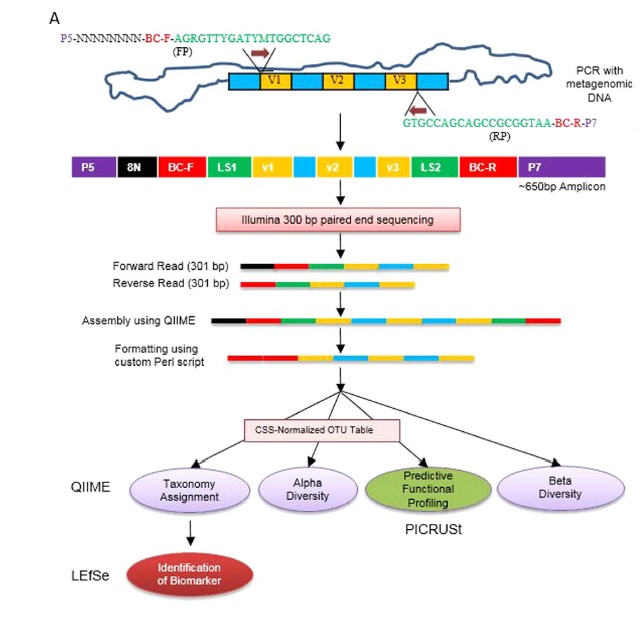 A
P5-NNNNNNNN-BC-F-AGRGTTYGATYMTGGCTCAG
(FP)
V1
V2
V3
PCR with
metagenomic
DNA
GTGCCAGCAGCCGCGGTAA-BC-R-P7
(RP)
P5
8N
BC-F
LS1
v1
v2
v3
LS2
BC-R
P7
~650bp Amplicon
Illumina 300 bp paired end sequencing
Forward Read (301 bp)
Reverse Read (301 bp)
Assembly using QIIME
Formatting using
custom Perl script
CSS-Normalized OTU Table
QIIME
Taxonomy
Assignment
Alpha
Diversity
Predictive
Functional
Profiling
Beta
Diversity
PICRUSt
LEfSe
Identification
of Biomarker